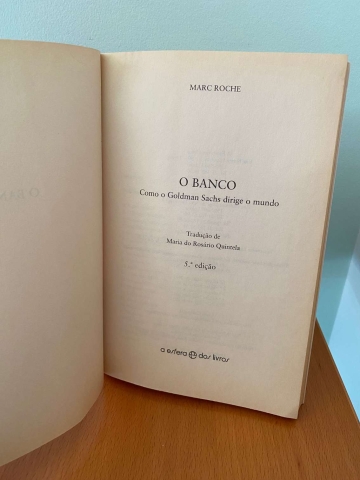 MARC ROCHE
O BANCO
Como o Goldman Sachs dirige o mundo
Tradução de
Maria do Rosário Quintela
5.ª edição
a esfera dos livros